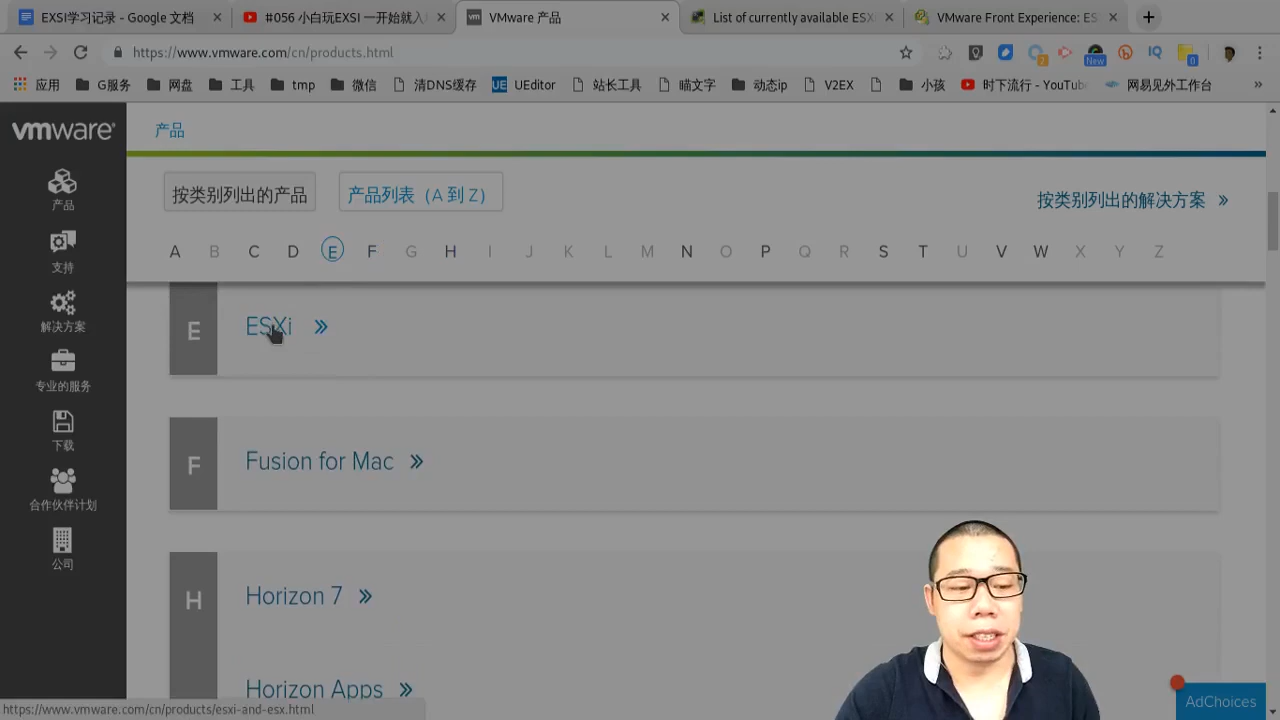 EXSI学习记录 - Google 文档
#056 小白玩EXSI 一开始就入
VMware 产品
List of currently available ESX
VMware Front Experience: ES
https://www.vmware.com/cn/products.html
7
New
IQ
0
应用
G服务
网盘
工具
tmp
微信
清DNS缓存
UE UEditor
站长工具
瞄文字
动态ip
V2EX
小孩
时下流行 - YouTube
网易见外工作台
»
vmware
产品
支持
解决方案
专业的服务
下载
合作伙伴计划
公司
产品
按类别列出的产品
产品列表（A 到 Z）
按类别列出的解决方案 »
A B C D E F G H I J K L M N O P Q R S T U V W X Y Z
E
ESXi »
F
Fusion for Mac »
H
Horizon 7 »
Horizon Apps »
https://www.vmware.com/cn/products/esxi-and-esx.html
AdChoices